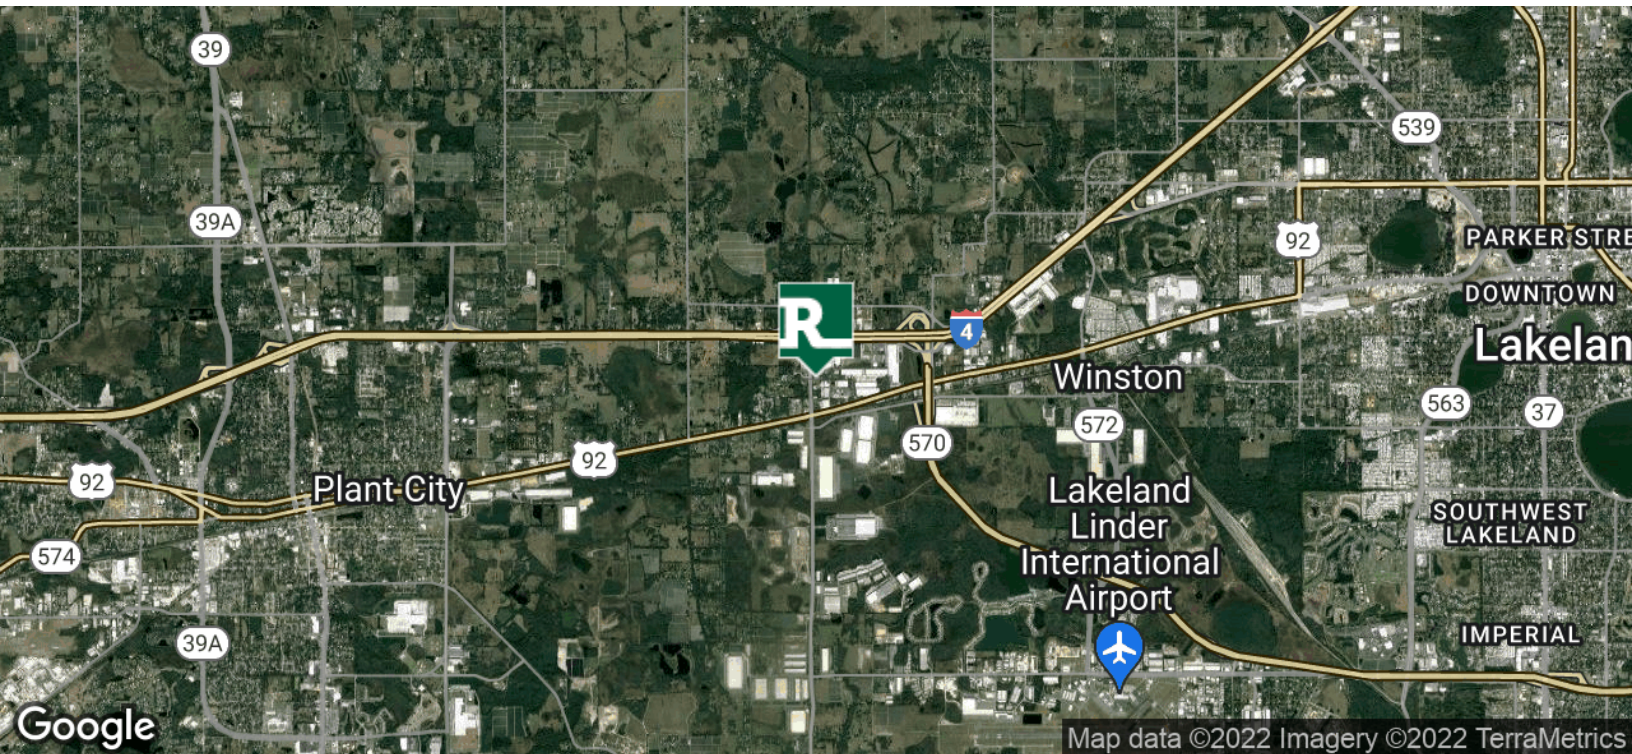 39
539
39A
92
PARKER STRE
DOWNTOWN
R
4
Lakelan
Winston
563
37
572
570
92
92
Plant City
Lakeland
Linder
International
Airport
SOUTHWEST
LAKELAND
574
39A
IMPERIAL
Google
Map data ©2022 Imagery ©2022 TerraMetrics